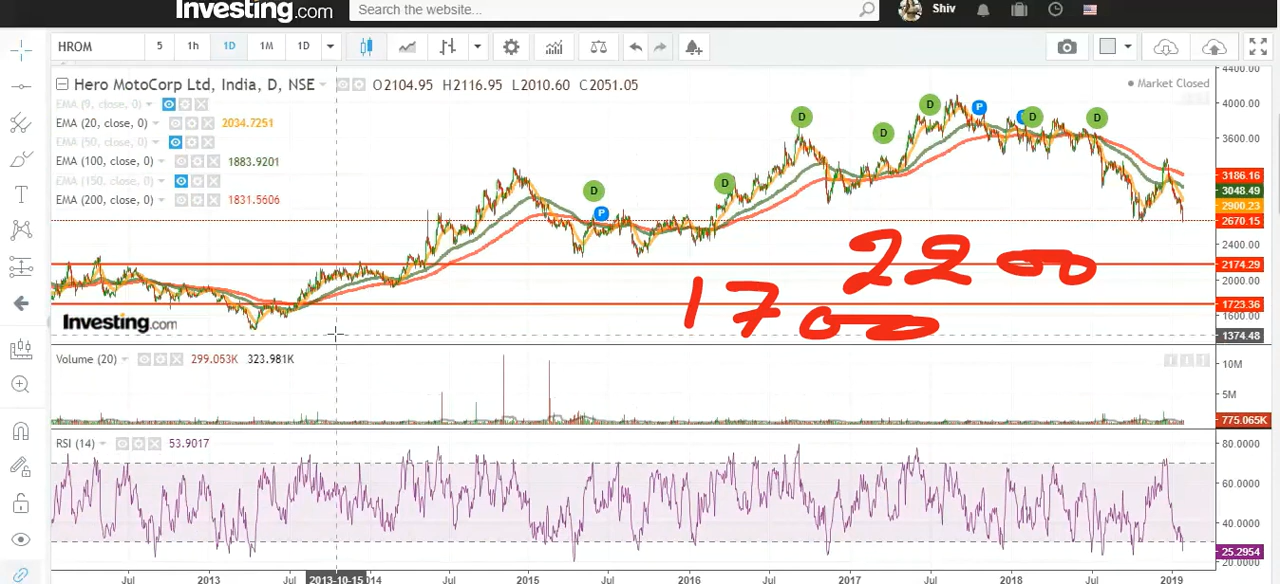 Investing.com Search the website... Shiv
HROM 5 1h 1D 1M 1D
Hero MotoCorp Ltd, India, D, NSE O2104.95 H2116.95 L2010.60 C2051.05 Market Closed
EMA (9, close, 0)
EMA (20, close, 0) 2034.7251
EMA (50, close, 0)
EMA (100, close, 0) 1883.9201
EMA (150, close, 0)
EMA (200, close, 0) 1831.5606
D D D D D D D
P P
4400.00
4000.00
3600.00
3186.16
3048.49
2900.23
2670.15
2400.00
2174.29
2000.00
1723.36
1600.00
1374.48
2200
1700
Investing.com
Volume (20) 299.053K 323.981K
10M
5M
775.065K
RSI (14) 53.9017
80.0000
60.0000
40.0000
25.2954
20.0000
Jul 2013 Jul 2013-10-15 014 Jul 2015 Jul 2016 Jul 2017 Jul 2018 Jul 2019